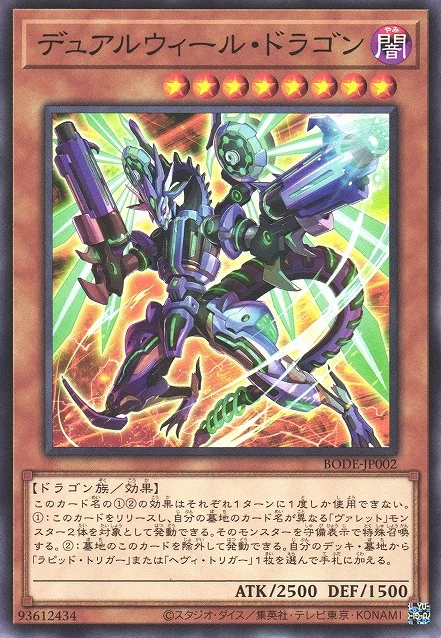 デュアルウィール・ドラゴン
闇
BODE-JP002
【ドラゴン族／効果】
このカード名の①②の効果はそれぞれ1ターンに1度しか使用できない。
①：このカードをリリースし、自分の墓地のカード名が異なる「ヴァレット」モン
スター2体を対象として発動できる。そのモンスターを守備表示で特殊召喚
する。②：墓地のこのカードを除外して発動できる。自分のデッキ・墓地から
「ラピッド・トリガー」または「ヘヴィ・トリガー」1枚を選んで手札に加える。
ATK/2500 DEF/1500
93612434
©スタジオ・ダイス／集英社・テレビ東京・KONAMI